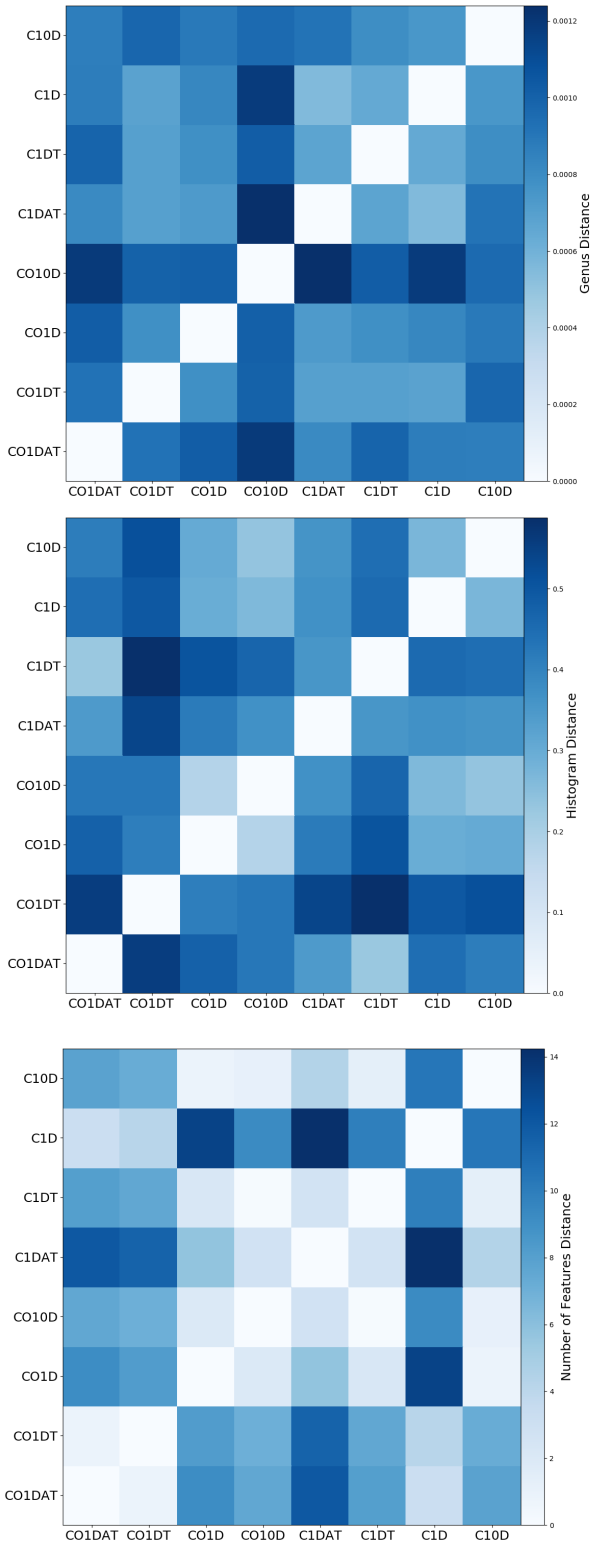 C10D
C1D
C1DT
C1DAT
CO10D
CO1D
CO1DT
CO1DAT
CO1DAT CO1DT CO1D CO10D C1DAT C1DT C1D C10D
0.0012
0.0010
0.0008
0.0006
0.0004
0.0002
0.0000
Genus Distance
C10D
C1D
C1DT
C1DAT
CO10D
CO1D
CO1DT
CO1DAT
CO1DAT CO1DT CO1D CO10D C1DAT C1DT C1D C10D
0.5
0.4
0.3
0.2
0.1
0.0
Histogram Distance
C10D
C1D
C1DT
C1DAT
CO10D
CO1D
CO1DT
CO1DAT
CO1DAT CO1DT CO1D CO10D C1DAT C1DT C1D C10D
14
12
10
8
6
4
2
0
Number of Features Distance